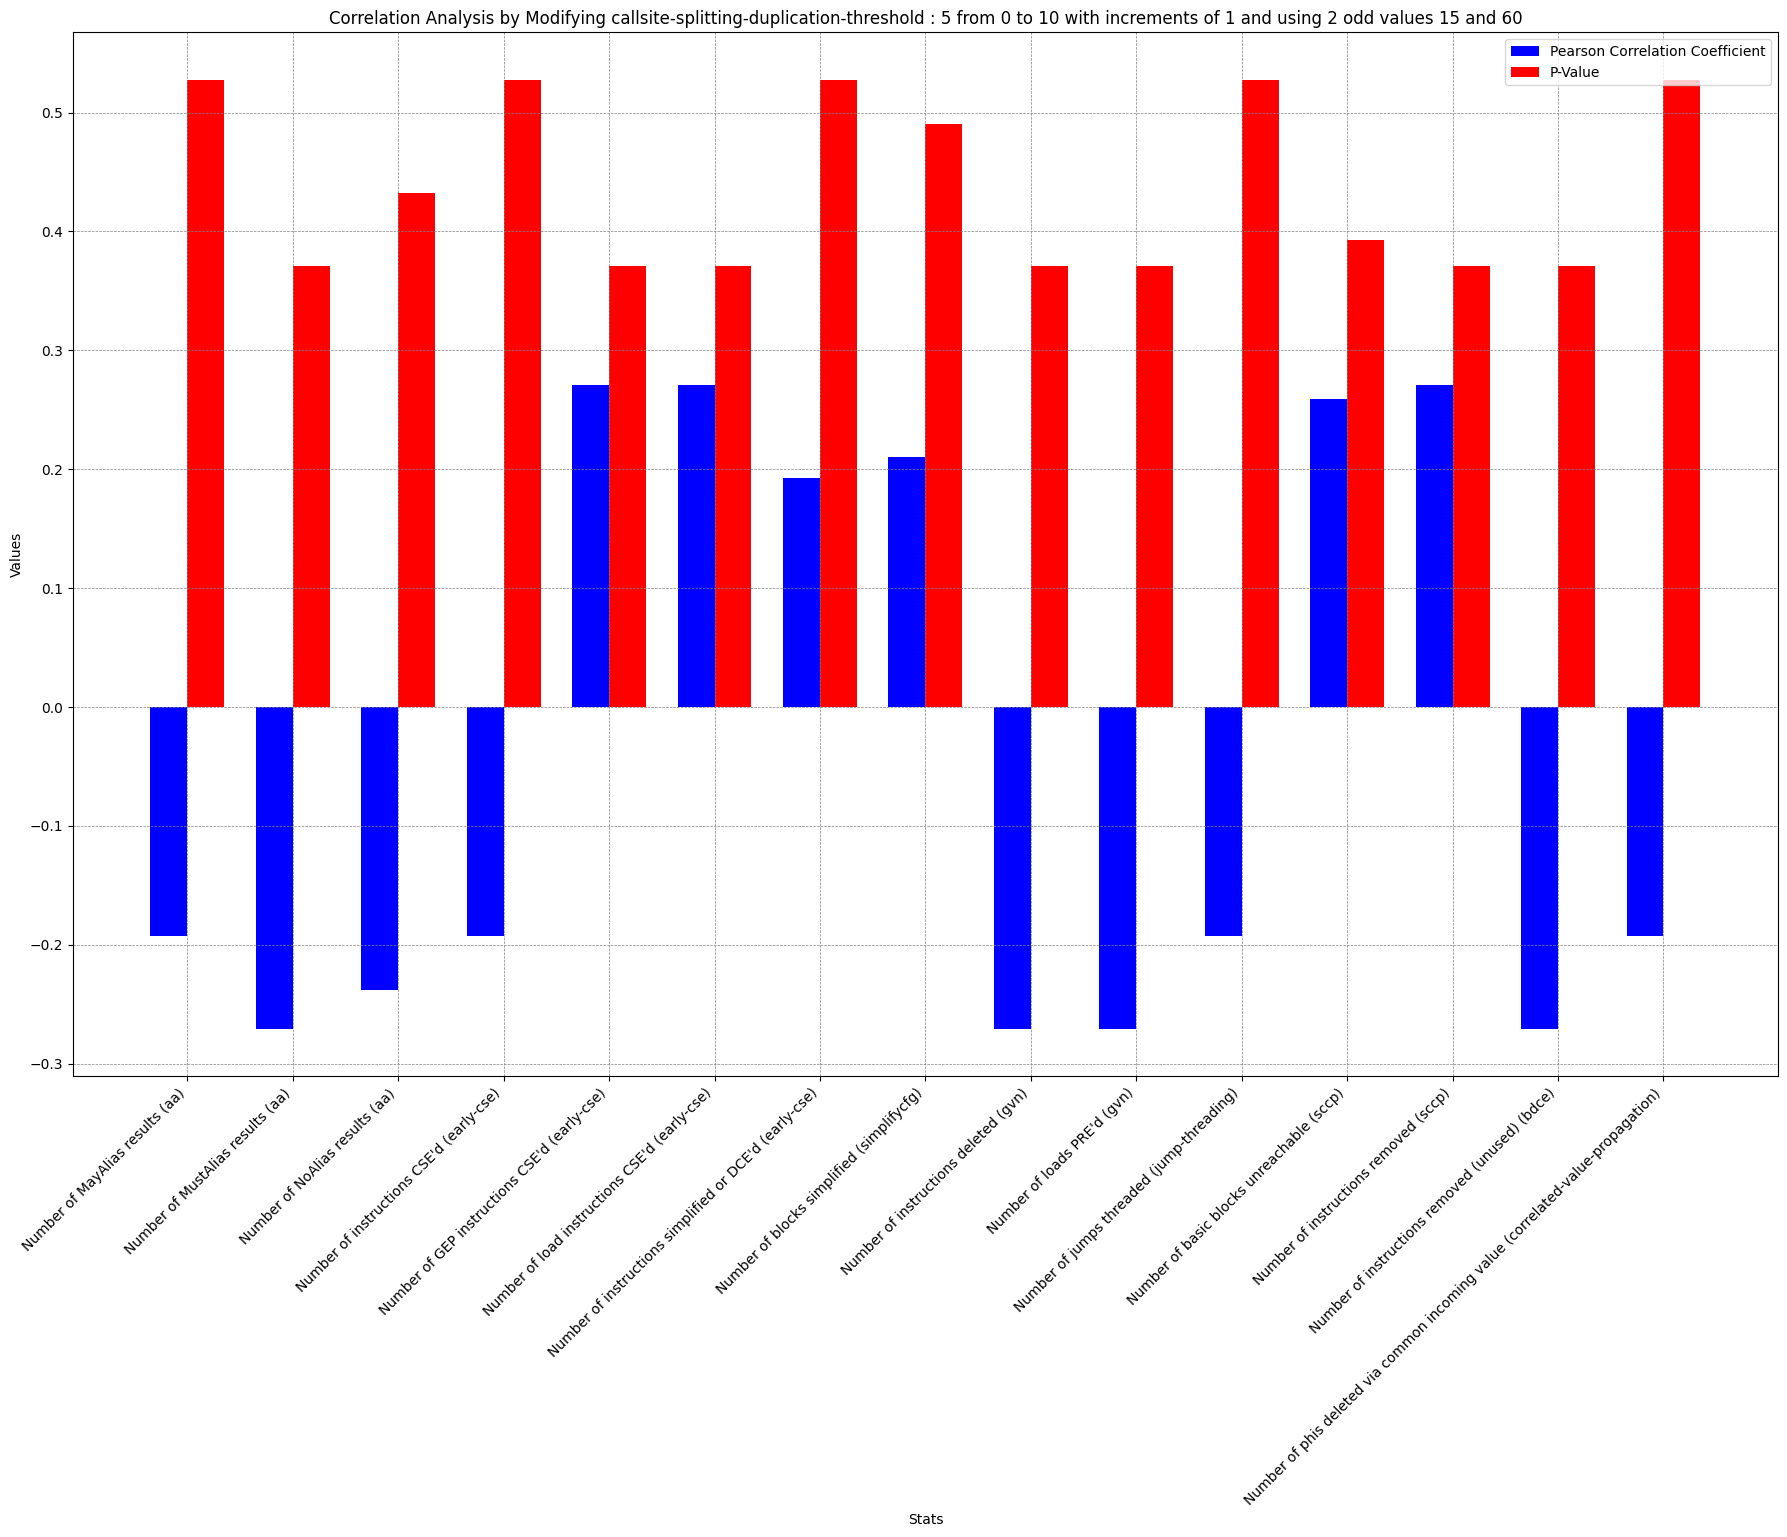 Correlation Analysis by Modifying callsite-splitting-duplication-threshold : 5 from 0 to 10 with increments of 1 and using 2 odd values 15 and 60
Pearson Correlation Coefficient
P-Value
Values
0.5
0.4
0.3
0.2
0.1
0.0
−0.1
−0.2
−0.3
Number of MayAlias results (aa)
Number of MustAlias results (aa)
Number of NoAlias results (aa)
Number of instructions CSE'd (early-cse)
Number of GEP instructions CSE'd (early-cse)
Number of load instructions CSE'd (early-cse)
Number of instructions simplified or DCE'd (early-cse)
Number of blocks simplified (simplifycfg)
Number of instructions deleted (gvn)
Number of loads PRE'd (gvn)
Number of jumps threaded (jump-threading)
Number of basic blocks unreachable (sccp)
Number of instructions removed (sccp)
Number of instructions removed (unused) (bdce)
Number of phis deleted via common incoming value (correlated-value-propagation)
Stats